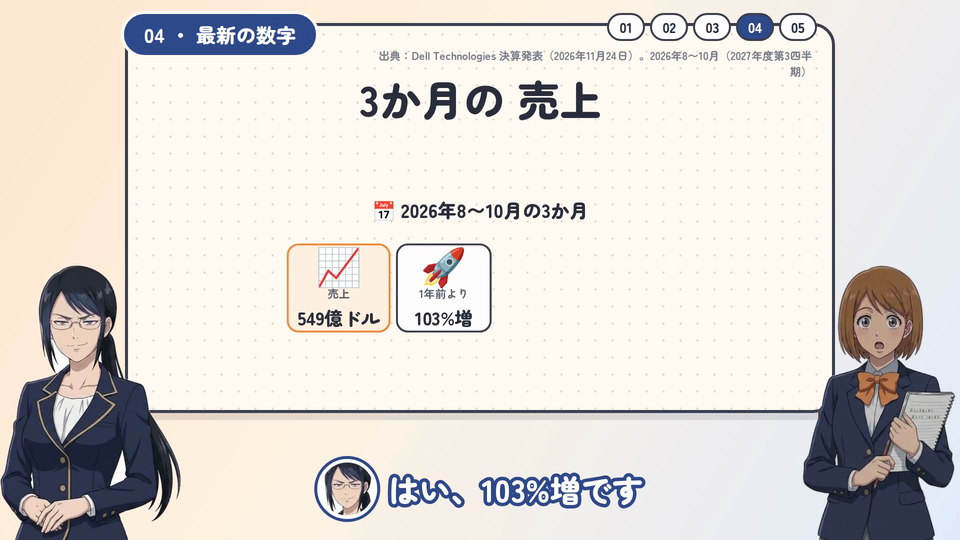 04 ・ 最新の数字
01 02 03 04 05
出典：Dell Technologies 決算発表（2026年11月24日）。2026年8〜10月（2027年度第3四半
期）
3か月の 売上
July
17
2026年8〜10月の3か月
売上
549億ドル
1年前より
103%増
はい、103%増です